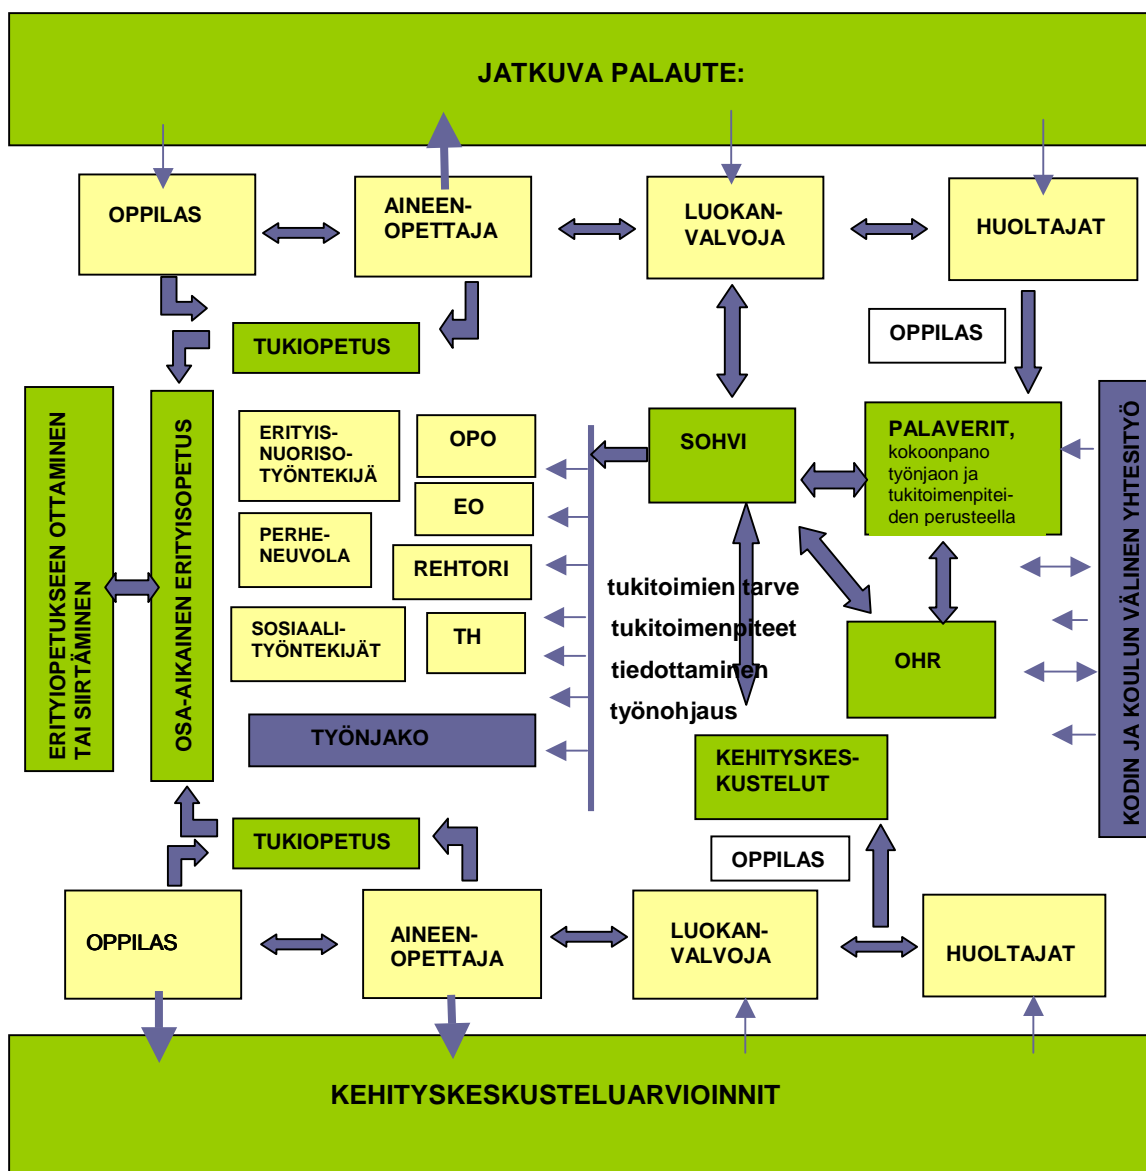 JATKUVA PALAUTE:
OPPILAS
AINEEN-
OPETTAJA
LUOKAN-
VALVOJA
HUOLTAJAT
TUKIOPETUS
OPPILAS
ERITYIOPETUKSEEN OTTAMINEN
TAI SIIRTÄMINEN
OSA-AIKAINEN ERITYISOPETUS
ERITYIS-
NUORISO-
TYÖNTEKIJÄ
OPO
EO
PERHE-
NEUVOLA
REHTORI
SOSIAALI-
TYÖNTEKIJÄT
TH
TYÖNJAKO
SOHVI
PALAVERIT,
kokoonpano
työnjaon ja
tukitoimenpitei-
den perusteella
tukitoimien tarve
tukitoimenpiteet
tiedottaminen
työnohjaus
OHR
KODIN JA KOULUN VÄLINEN YHTESITYÖ
KEHITYSKES-
KUSTELUT
TUKIOPETUS
OPPILAS
OPPILAS
AINEEN-
OPETTAJA
LUOKAN-
VALVOJA
HUOLTAJAT
KEHITYSKESKUSTELUARVIOINNIT